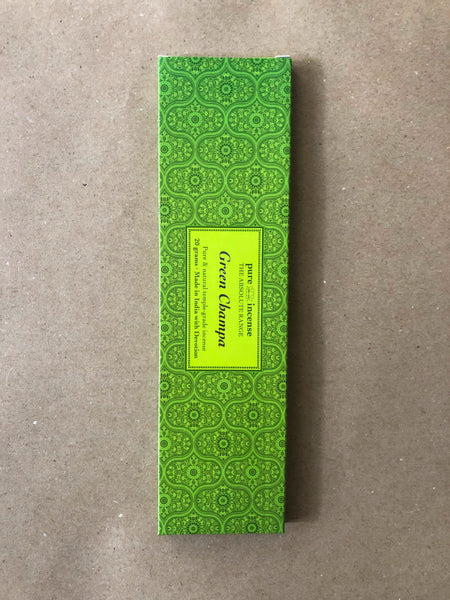 pure incense
THE ABSOLUTE RANGE
Green Champa
Pure & natural temple-grade incense
20 grams · Made in India with Devotion